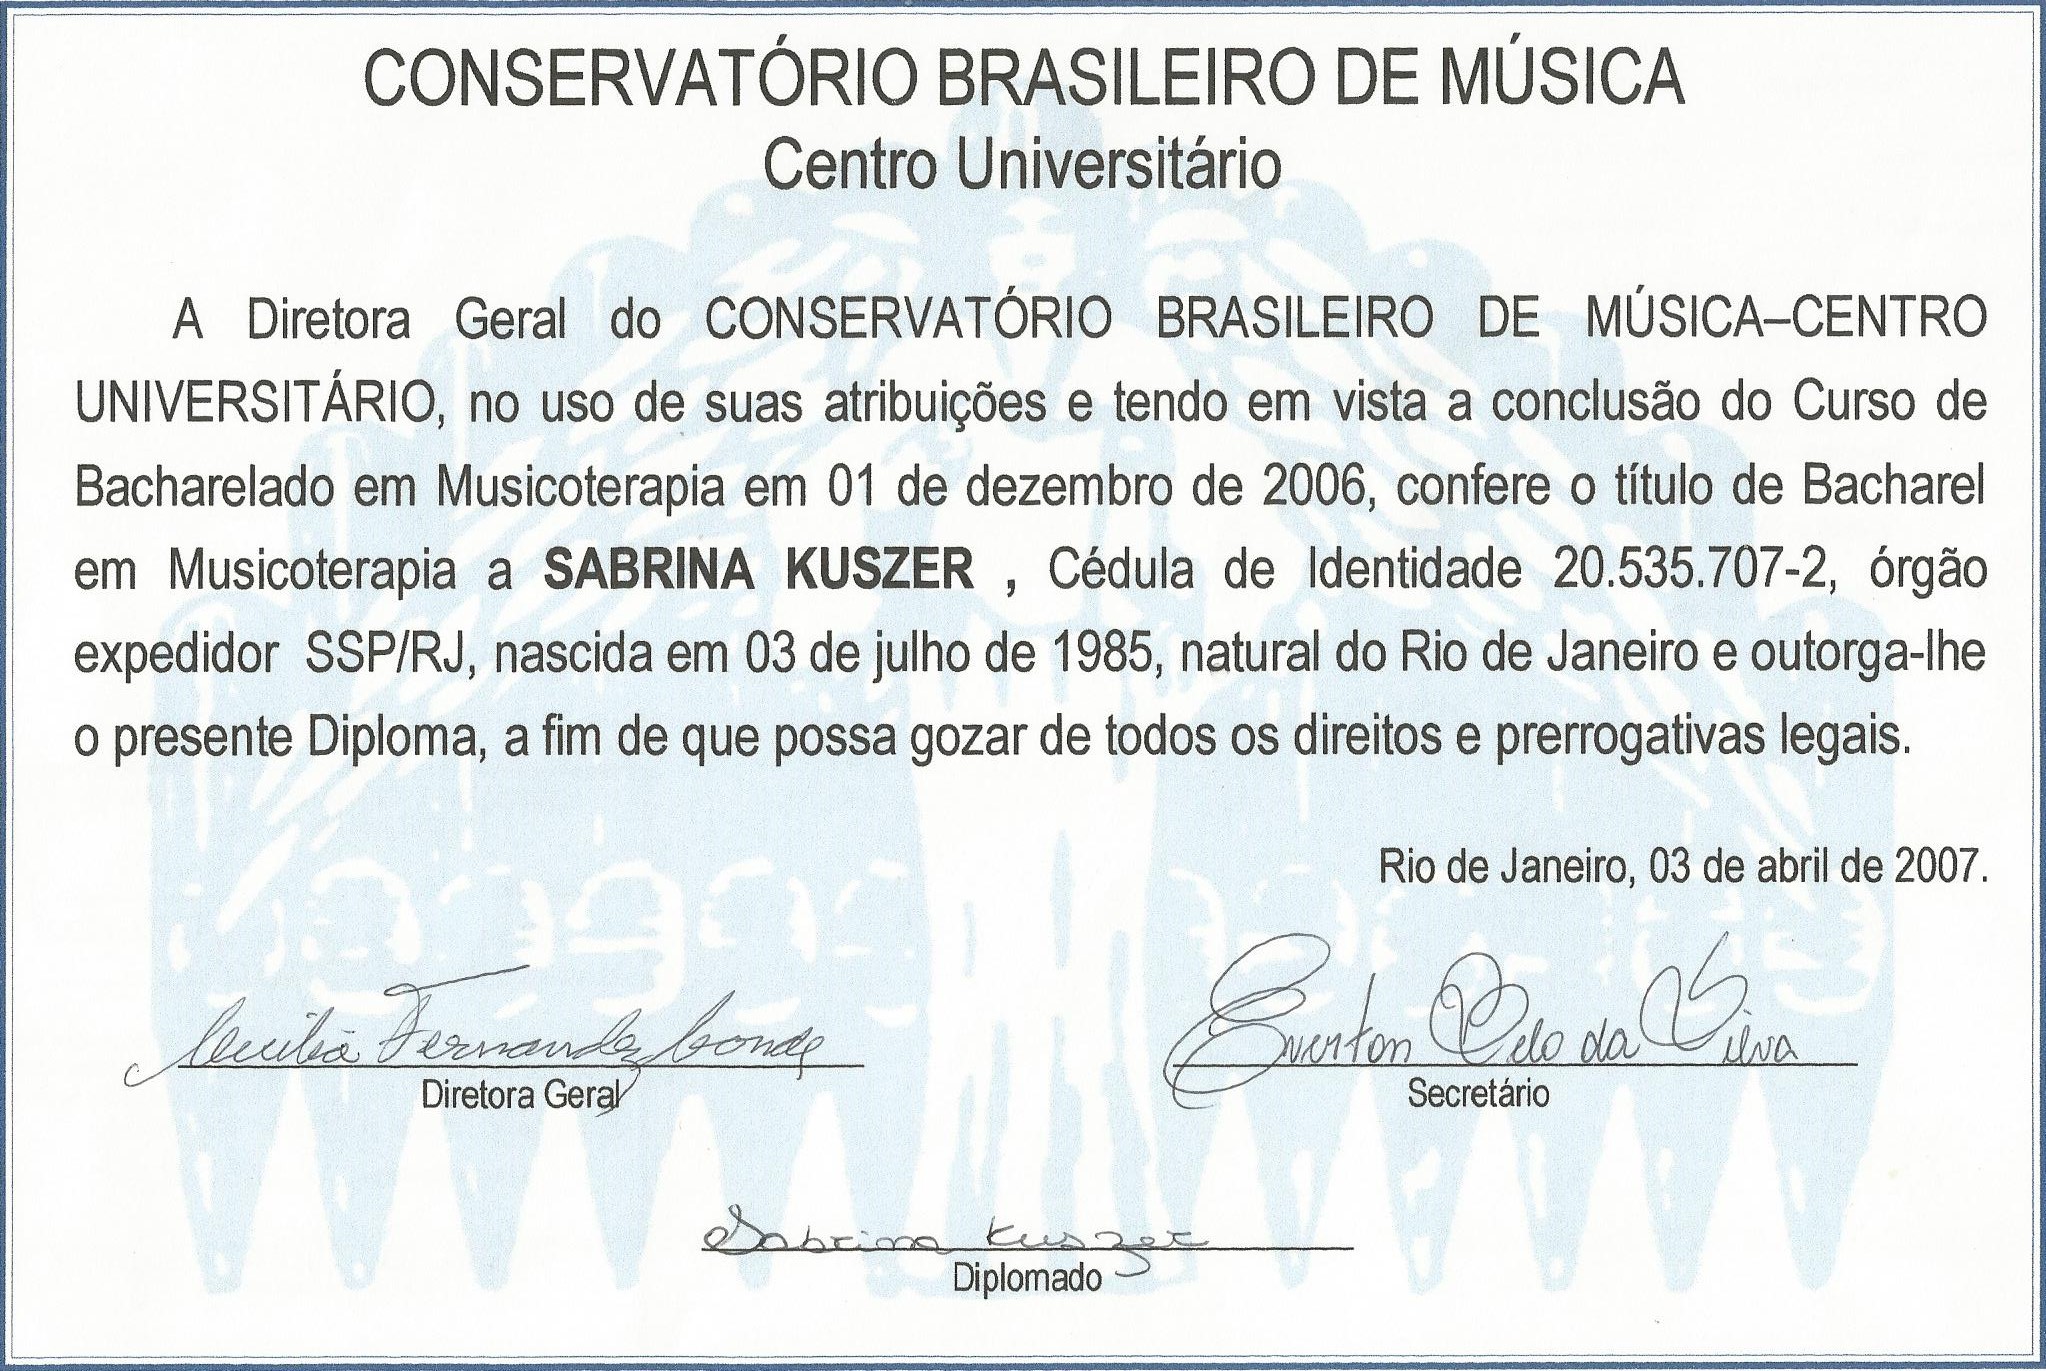 CONSERVATÓRIO BRASILEIRO DE MÚSICA
Centro Universitário
A Diretora Geral do CONSERVATÓRIO BRASILEIRO DE MÚSICA–CENTRO
UNIVERSITÁRIO, no uso de suas atribuições e tendo em vista a conclusão do Curso de
Bacharelado em Musicoterapia em 01 de dezembro de 2006, confere o título de Bacharel
em Musicoterapia a SABRINA KUSZER , Cédula de Identidade 20.535.707-2, órgão
expedidor SSP/RJ, nascida em 03 de julho de 1985, natural do Rio de Janeiro e outorga-lhe
o presente Diploma, a fim de que possa gozar de todos os direitos e prerrogativas legais.
Rio de Janeiro, 03 de abril de 2007.
Cecilia Fernandez Conde
Diretora Geral
Everton da Silva
Secretário
Sabrina Kuszer
Diplomado